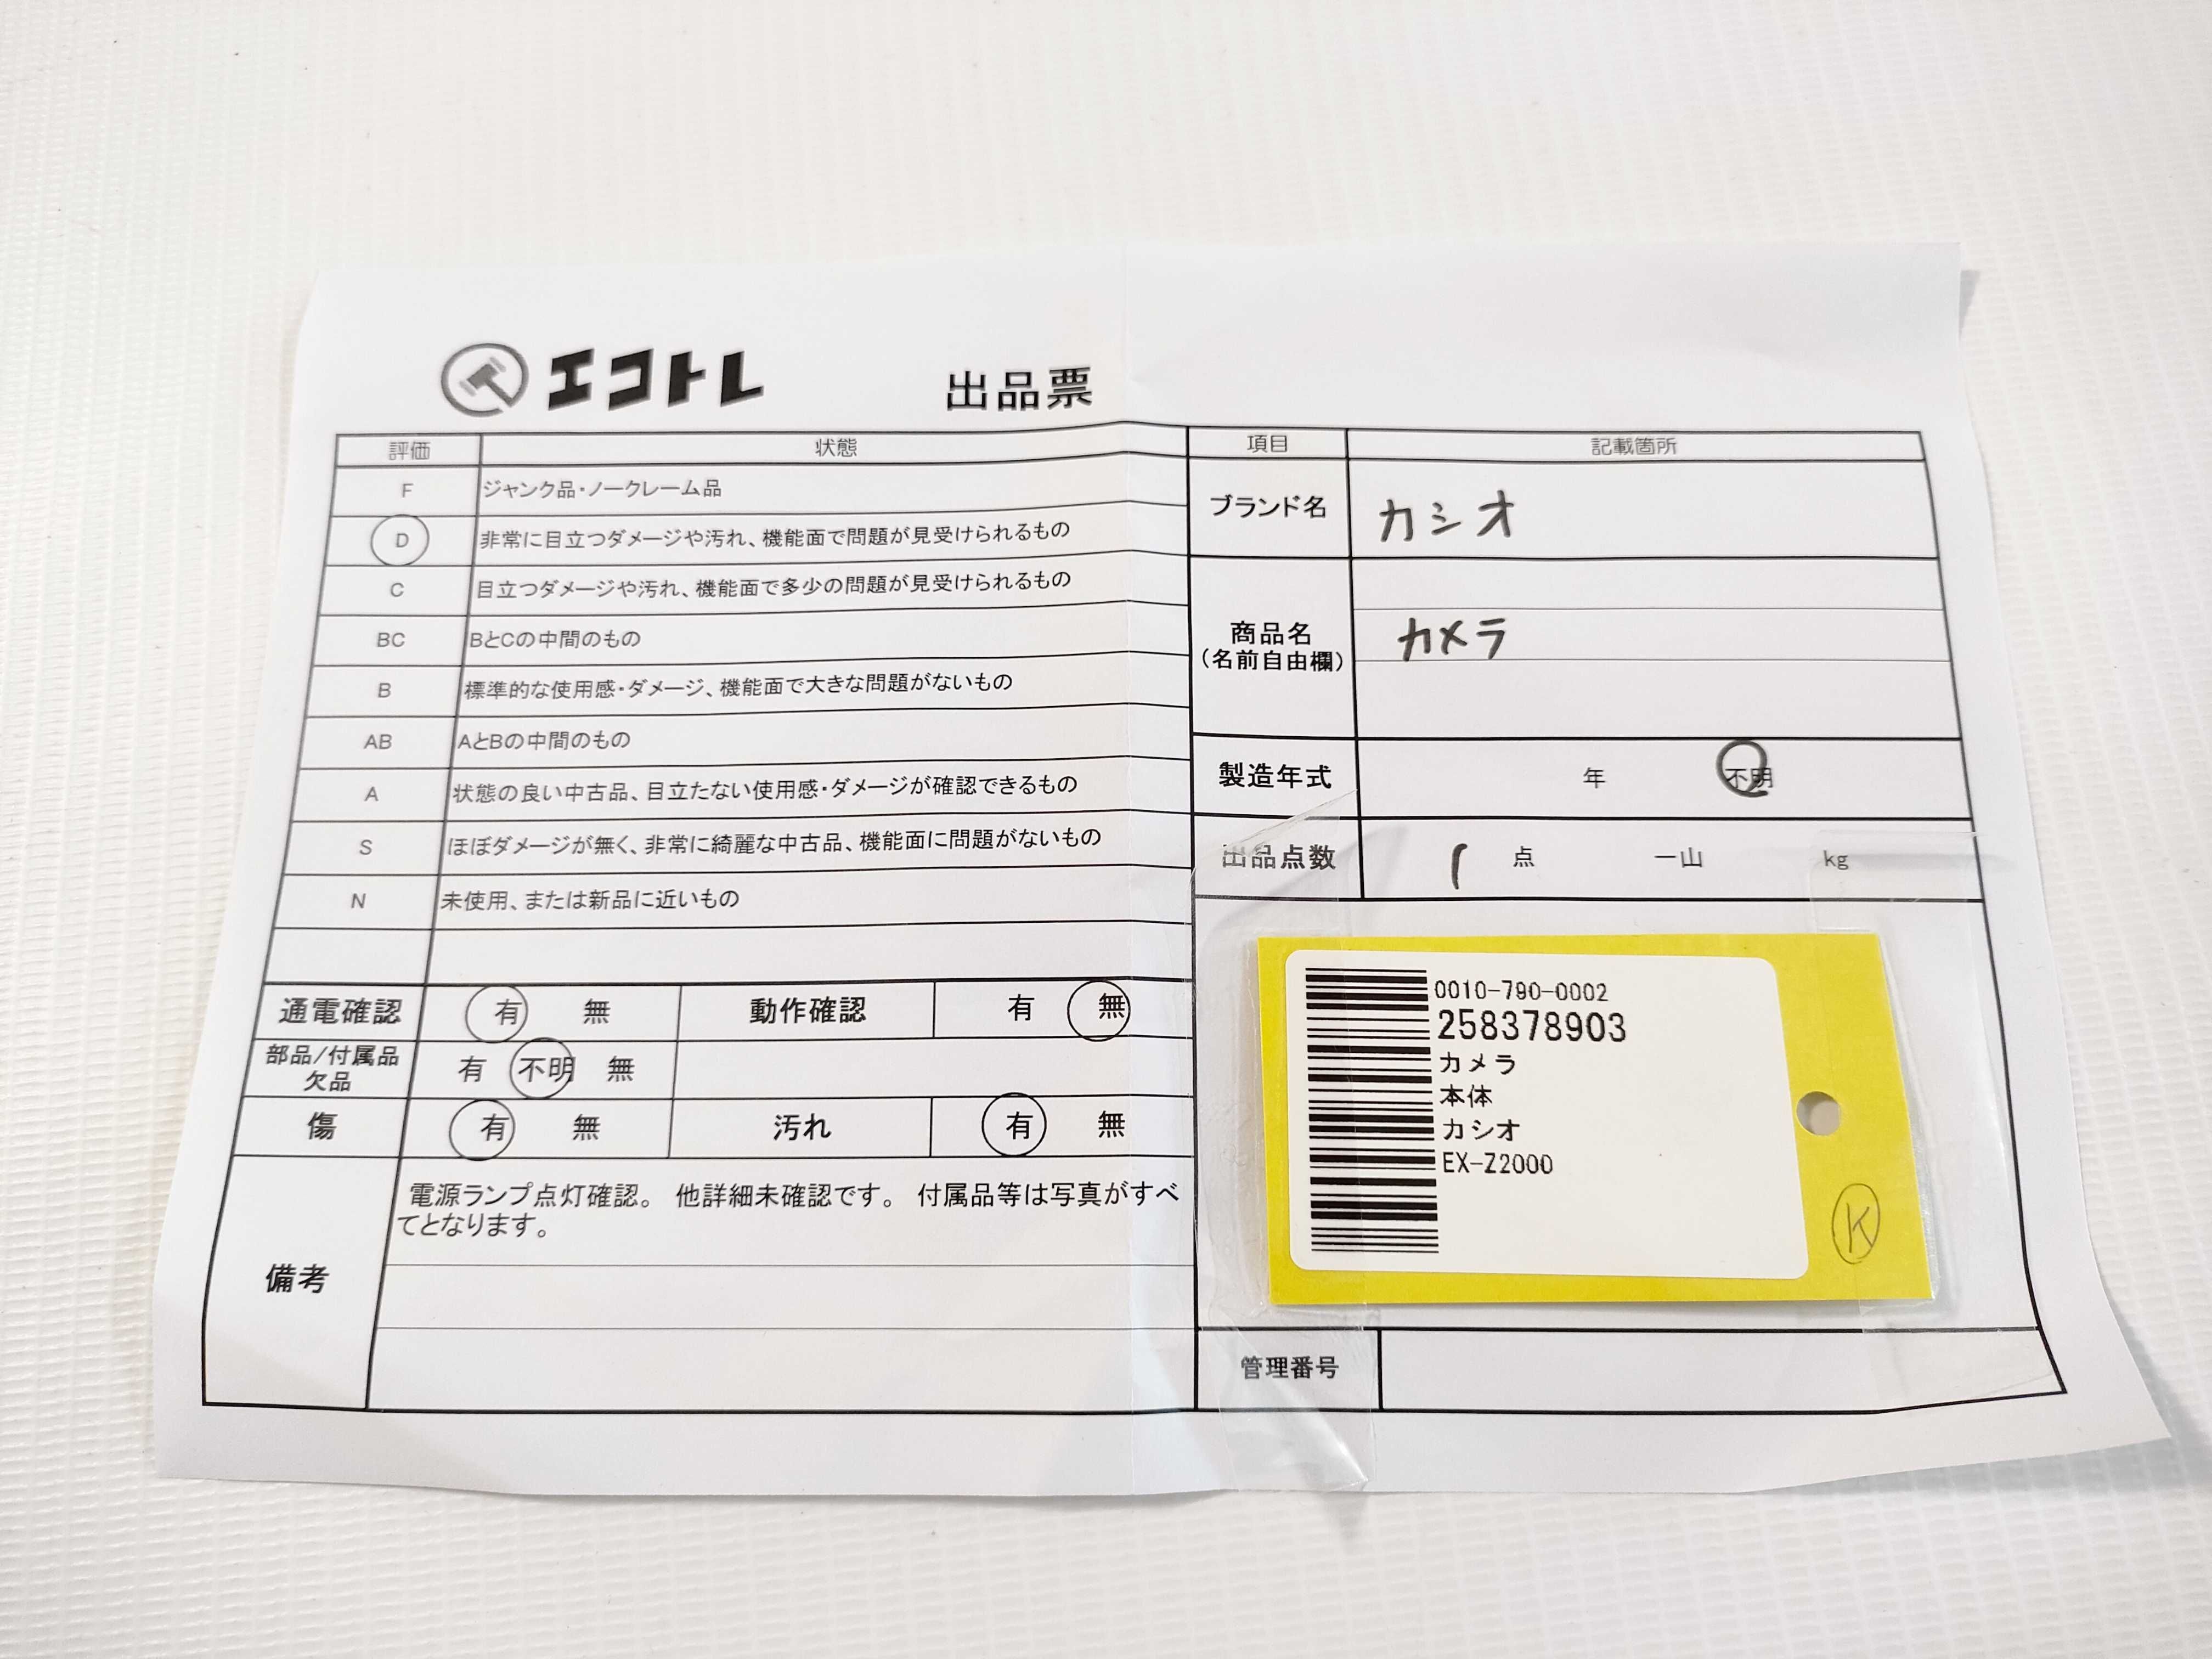 エコトレ
出品票
評価 状態
F ジャンク品・ノークレーム品
D 非常に目立つダメージや汚れ、機能面で問題が見受けられるもの
C 目立つダメージや汚れ、機能面で多少の問題が見受けられるもの
BC BとCの中間のもの
B 標準的な使用感・ダメージ、機能面で大きな問題がないもの
AB AとBの中間のもの
A 状態の良い中古品、目立たない使用感・ダメージが確認できるもの
S ほぼダメージが無く、非常に綺麗な中古品、機能面に問題がないもの
N 未使用、または新品に近いもの
通電確認 有 無 動作確認 有 無
部品/付属品
欠品 有 不明 無
傷 有 無 汚れ 有 無
備考
電源ランプ点灯確認。 他詳細未確認です。 付属品等は写真がすべ
てとなります。
項目 記載箇所
ブランド名 カシオ
商品名
(名前自由欄)
カメラ
製造年式 年 不明
出品点数 1 点 一山 kg
0010-790-0002
258378903
カメラ
本体
カシオ
EX-Z2000
K
管理番号